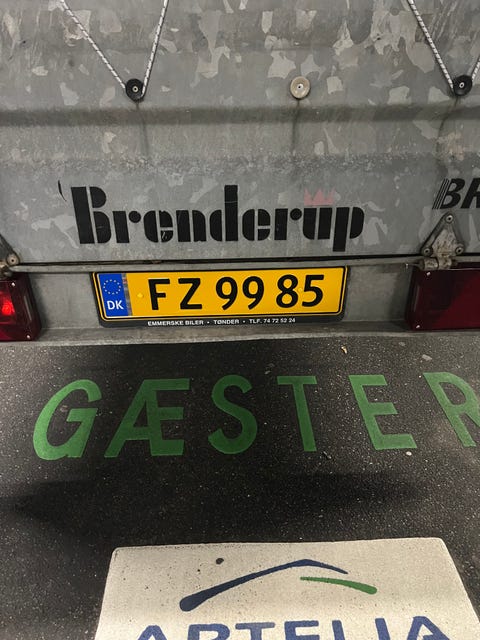 Brenderup
BR
DK FZ 99 85
EMMERSKE BILER • TØNDER • TLF. 74 72 52 24
GÆSTER
ARTELIA